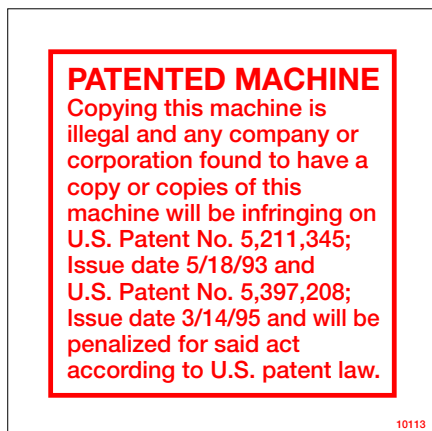 PATENTED MACHINE
Copying this machine is
illegal and any company or
corporation found to have a
copy or copies of this
machine will be infringing on
U.S. Patent No. 5,211,345;
Issue date 5/18/93 and
U.S. Patent No. 5,397,208;
Issue date 3/14/95 and will be
penalized for said act
according to U.S. patent law.
10113